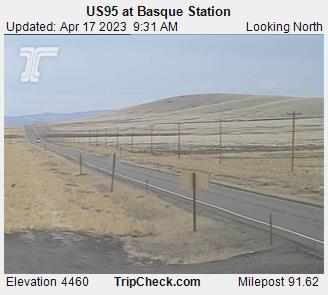 US95 at Basque Station
Updated: Apr 17 2023 9:31 AM Looking North
Elevation 4460 TripCheck.com Milepost 91.62